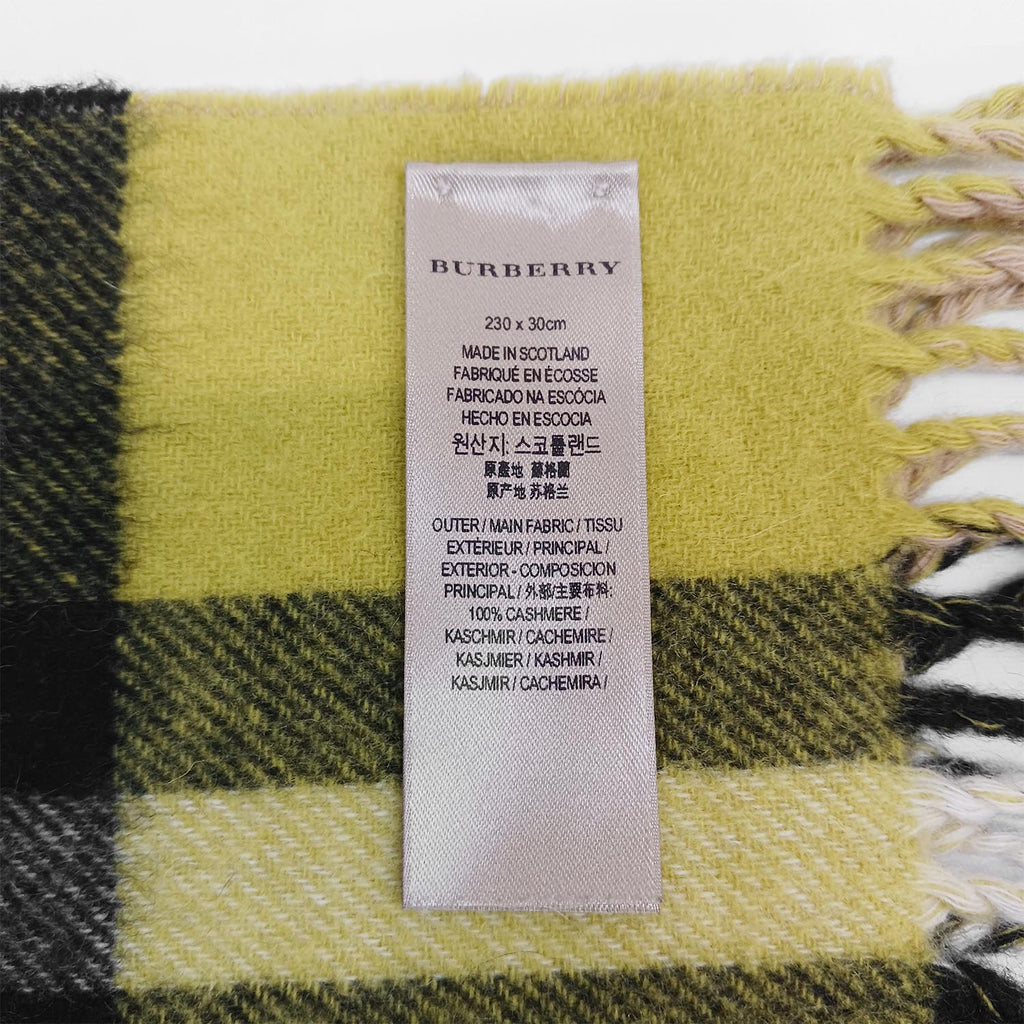 BURBERRY
230 x 30cm
MADE IN SCOTLAND
FABRIQUÉ EN ÉCOSSE
FABRICADO NA ESCÓCIA
HECHO EN ESCOCIA
원산지: 스코틀랜드
原產地 蘇格蘭
原产地 苏格兰
OUTER / MAIN FABRIC / TISSU
EXTÉRIEUR / PRINCIPAL /
EXTERIOR - COMPOSICION
PRINCIPAL / 外部/主要布料:
100% CASHMERE /
KASCHMIR / CACHEMIRE /
KASJMIER / KASHMIR /
KASJMIR / CACHEMIRA /